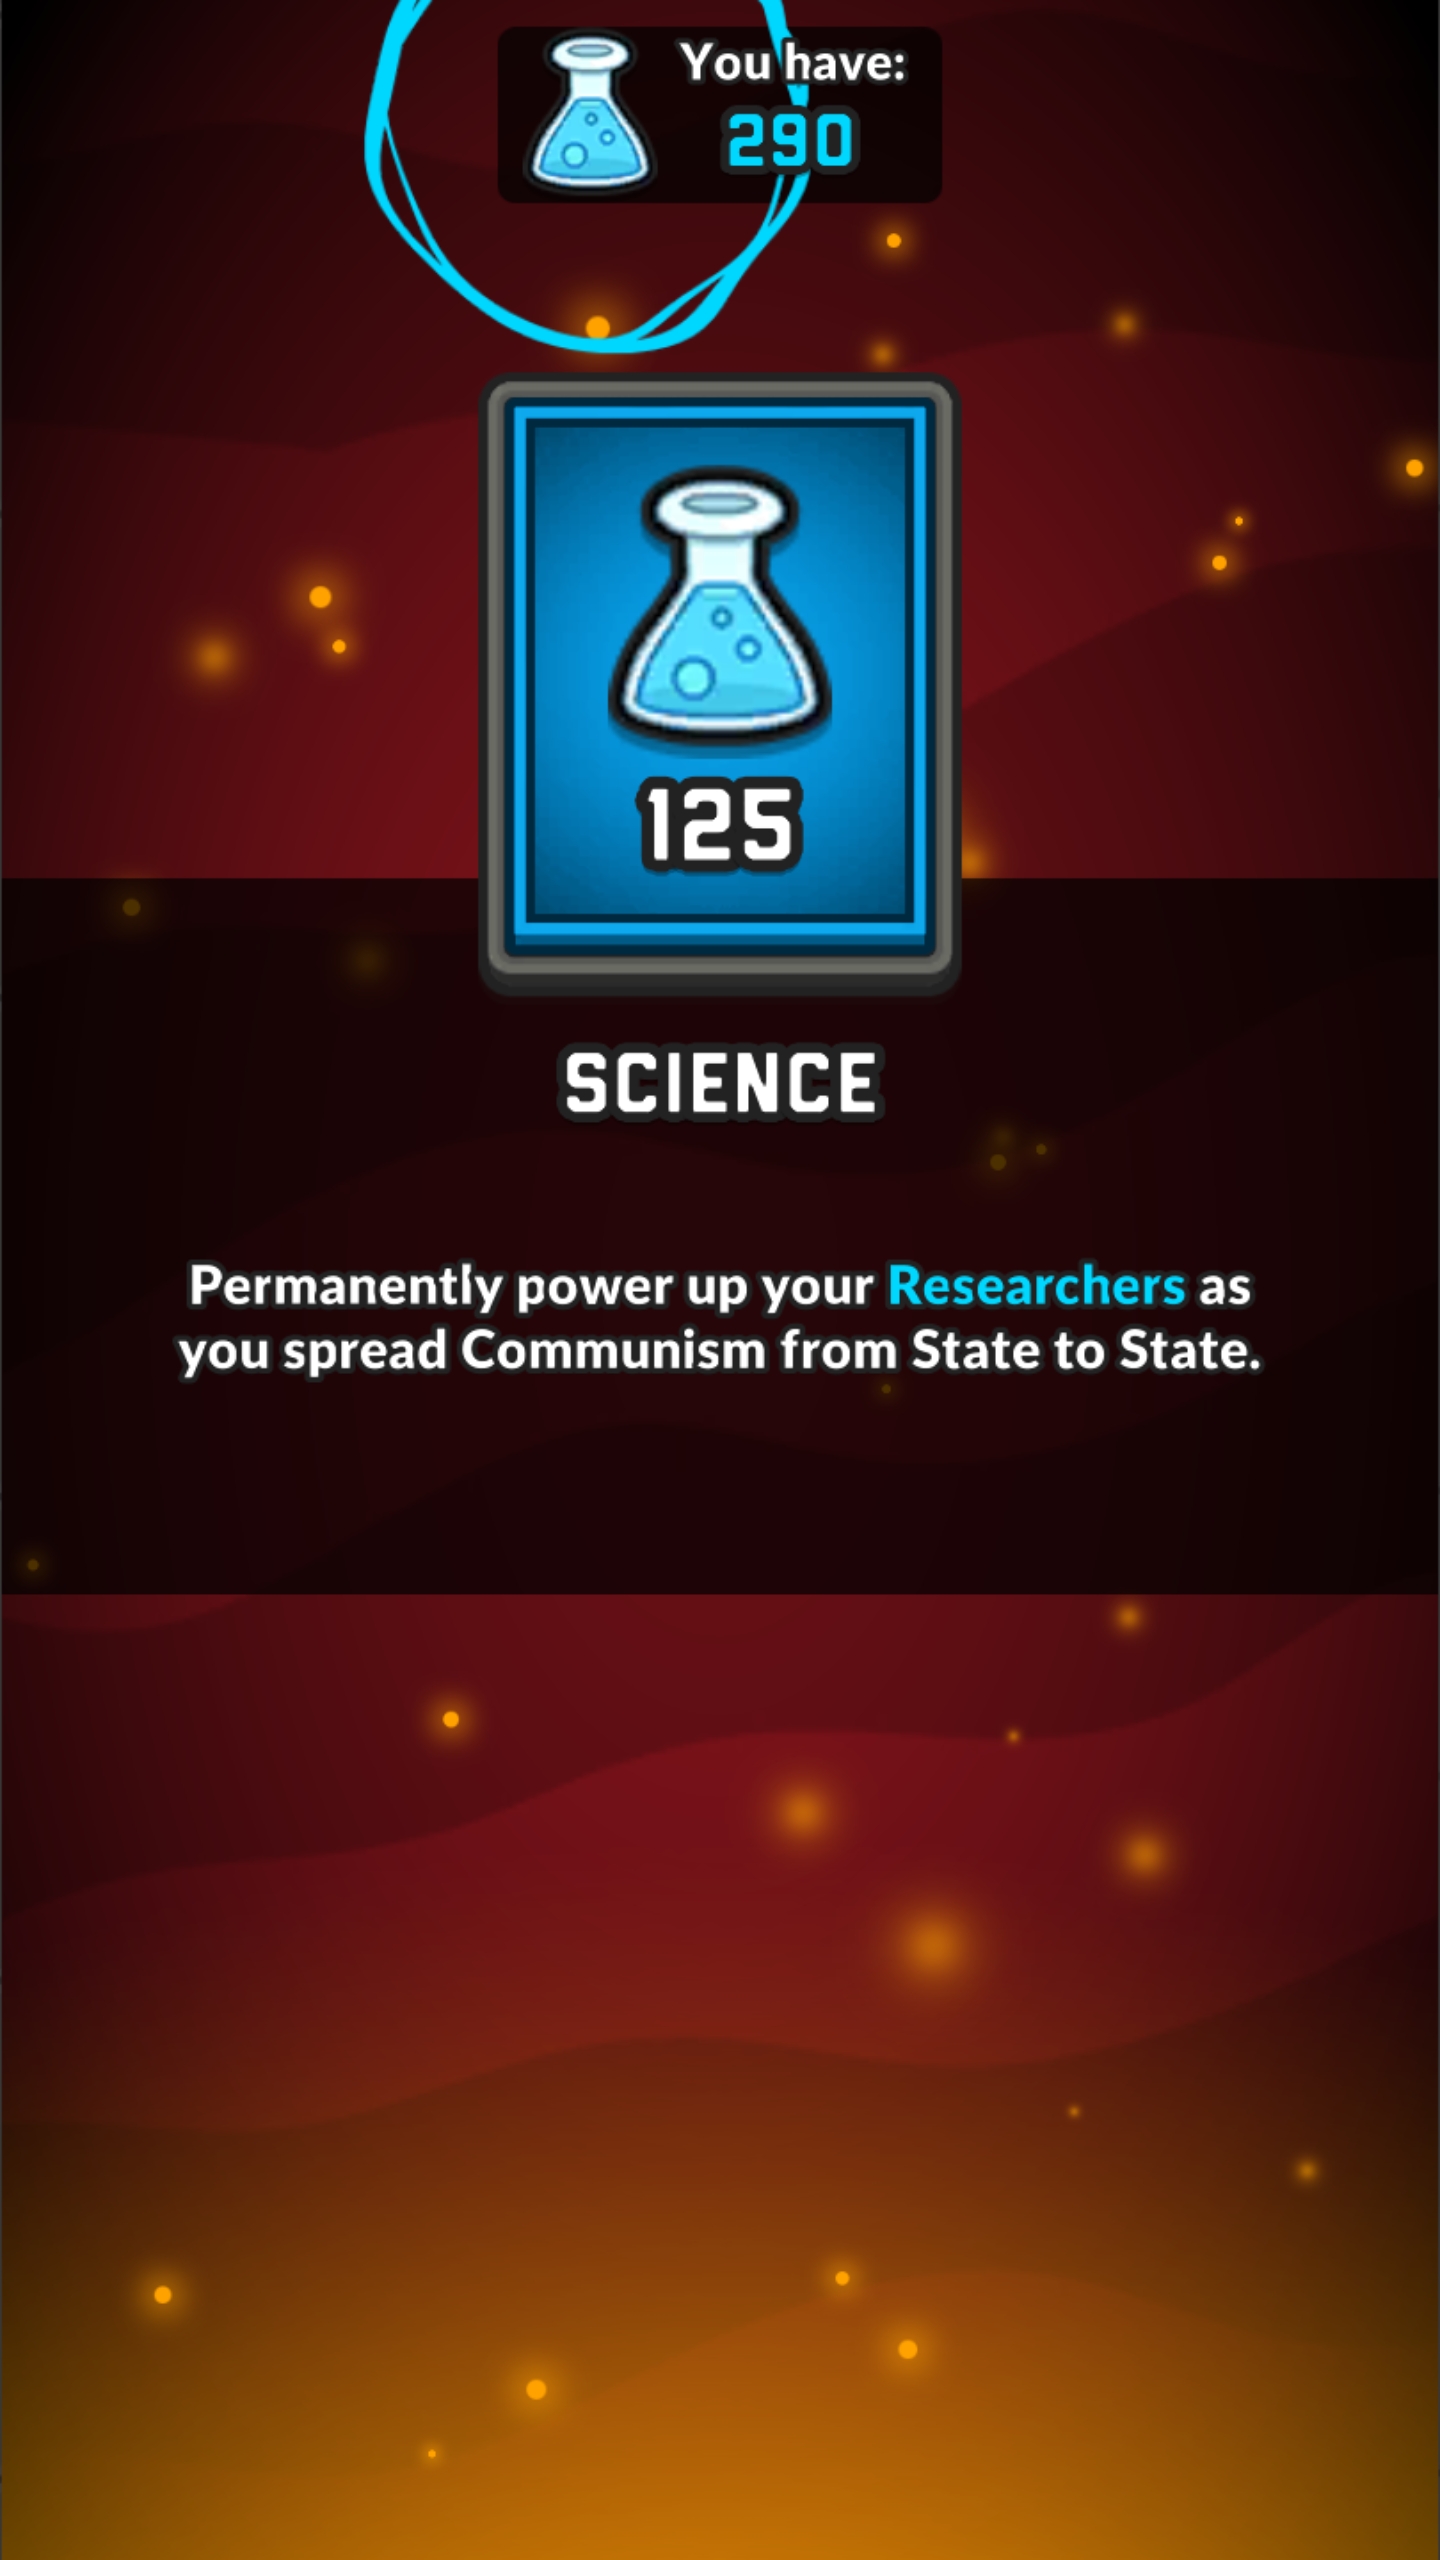 You have:
290
125
SCIENCE
Permanently power up your Researchers as
you spread Communism from State to State.